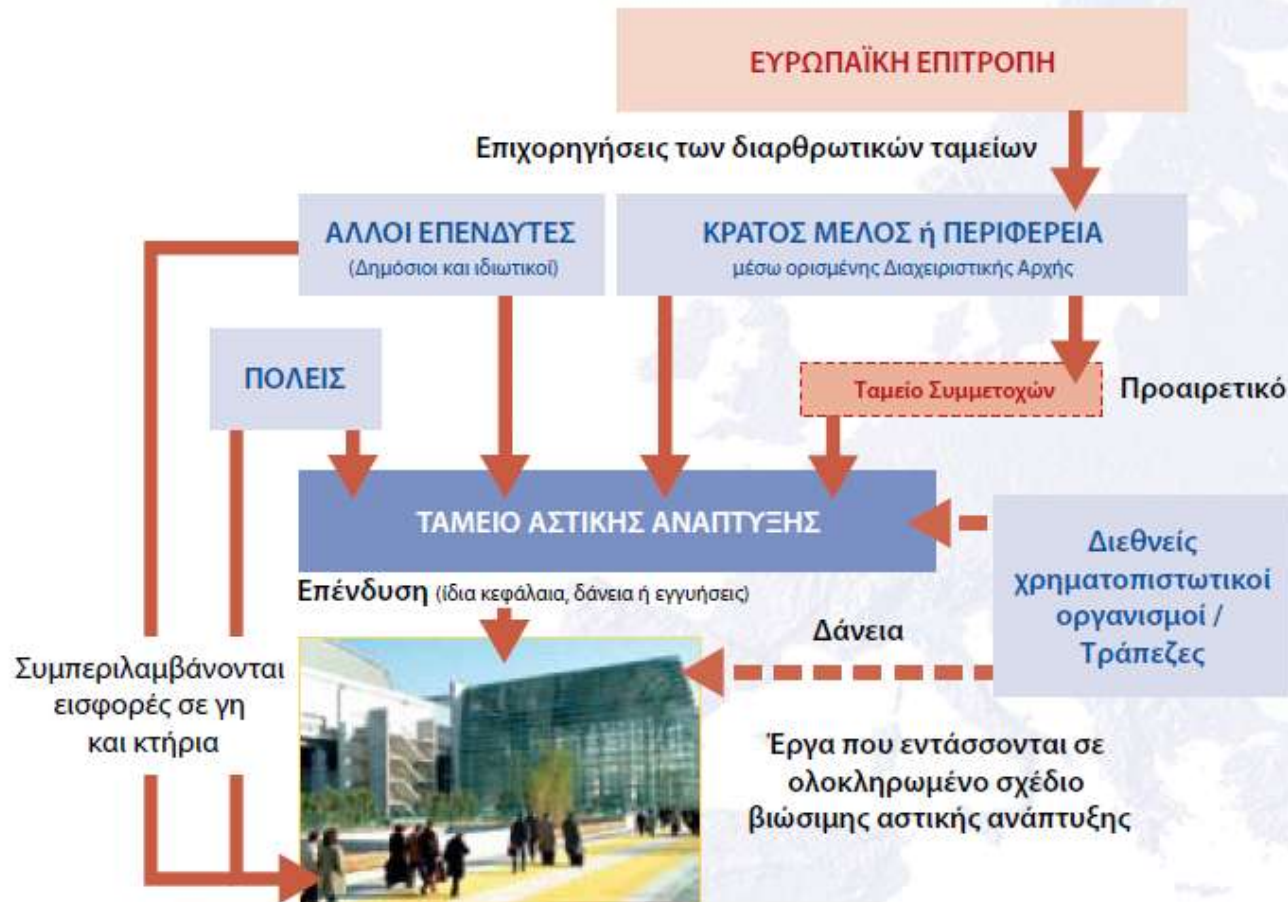 ΕΥΡΩΠΑΪΚΗ ΕΠΙΤΡΟΠΗ
Επιχορηγήσεις των διαρθρωτικών ταμείων
ΑΛΛΟΙ ΕΠΕΝΔΥΤΕΣ
(Δημόσιοι και ιδιωτικοί)
ΚΡΑΤΟΣ ΜΕΛΟΣ ή ΠΕΡΙΦΕΡΕΙΑ
μέσω ορισμένης Διαχειριστικής Αρχής
ΠΟΛΕΙΣ
Ταμείο Συμμετοχών
Προαιρετικό
ΤΑΜΕΙΟ ΑΣΤΙΚΗΣ ΑΝΑΠΤΥΞΗΣ
Διεθνείς
χρηματοπιστωτικοί
οργανισμοί /
Τράπεζες
Επένδυση (ίδια κεφάλαια, δάνεια ή εγγυήσεις)
Δάνεια
Συμπεριλαμβάνονται
εισφορές σε γη
και κτήρια
Έργα που εντάσσονται σε
ολοκληρωμένο σχέδιο
βιώσιμης αστικής ανάπτυξης